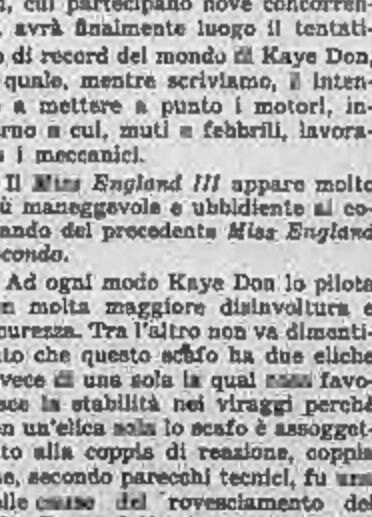 cui partecipano nove concorren-
avrà finalmente luogo il tentati-
di record del mondo di Kaye Don,
quale, mentre scriviamo, inten-
a mettere a punto i motori, in-
rno a cui, muti e febbrili, lavora-
i meccanici.
Il Miss England III appare molto
ù maneggevole e ubbidiente al co-
ando del precedente Miss England
econdo.
Ad ogni modo Kaye Don lo pilota
n molta maggiore disinvoltura e
curezza. Tra l'altro non va dimenti-
ato che questo scafo ha due eliche
vece di una sola la qual cosa favo-
sce la stabilità nei viraggi perché
n un'elica sola lo scafo è assogget-
to alla coppia di reazione, coppia
e, secondo parecchi tecnici, fu una
lle cause del rovesciamento del